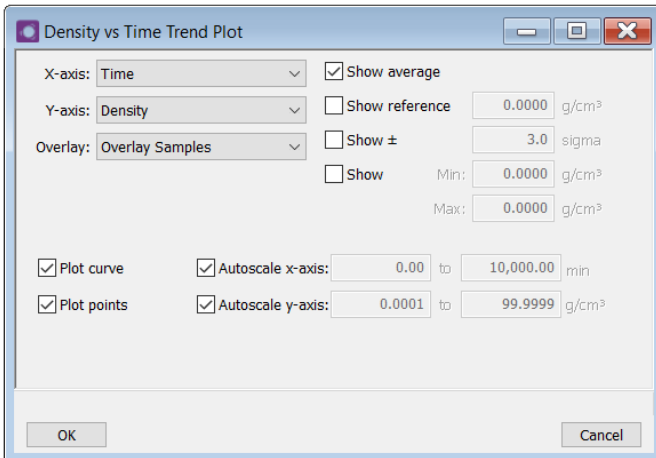 Density vs Time Trend Plot
X-axis: Time
Show average
Y-axis: Density
Show reference 0.0000 g/cm³
Overlay: Overlay Samples
Show ± 3.0 sigma
Show Min: 0.0000 g/cm³
Max: 0.0000 g/cm³
Plot curve Autoscale x-axis: 0.00 to 10,000.00 min
Plot points Autoscale y-axis: 0.0001 to 99.9999 g/cm³
OK Cancel